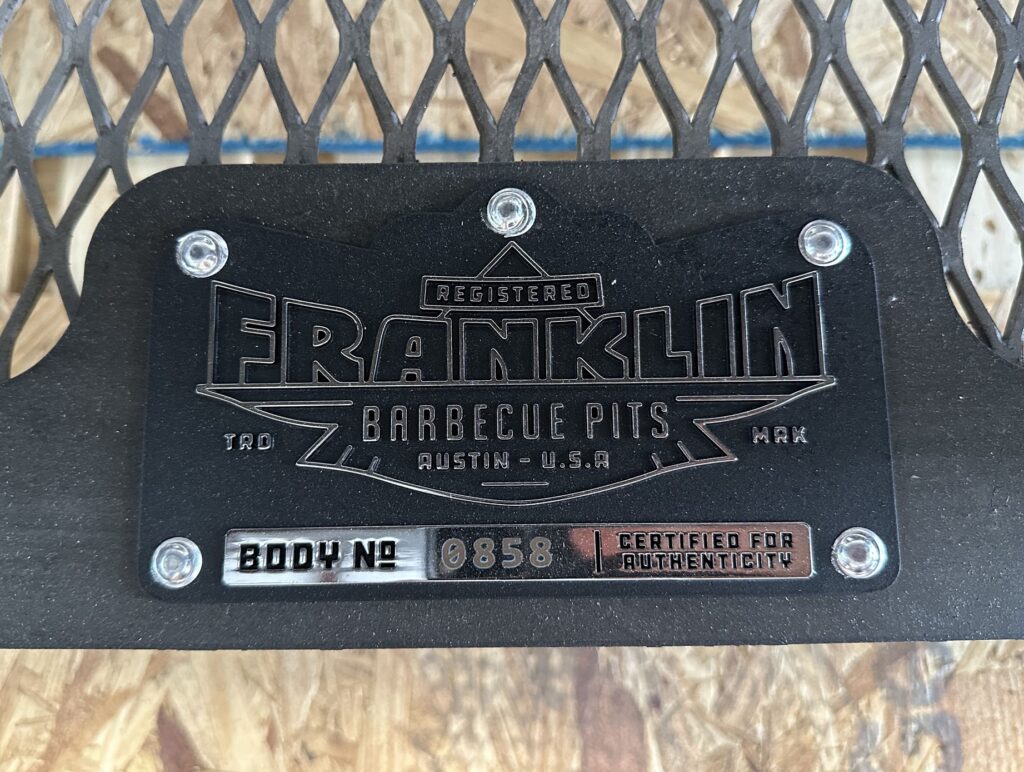 REGISTERED
FRANKLIN
BARBECUE PITS
TRD MRK
AUSTIN - U.S.A
BODY Nº 0858 | CERTIFIED FOR
AUTHENTICITY